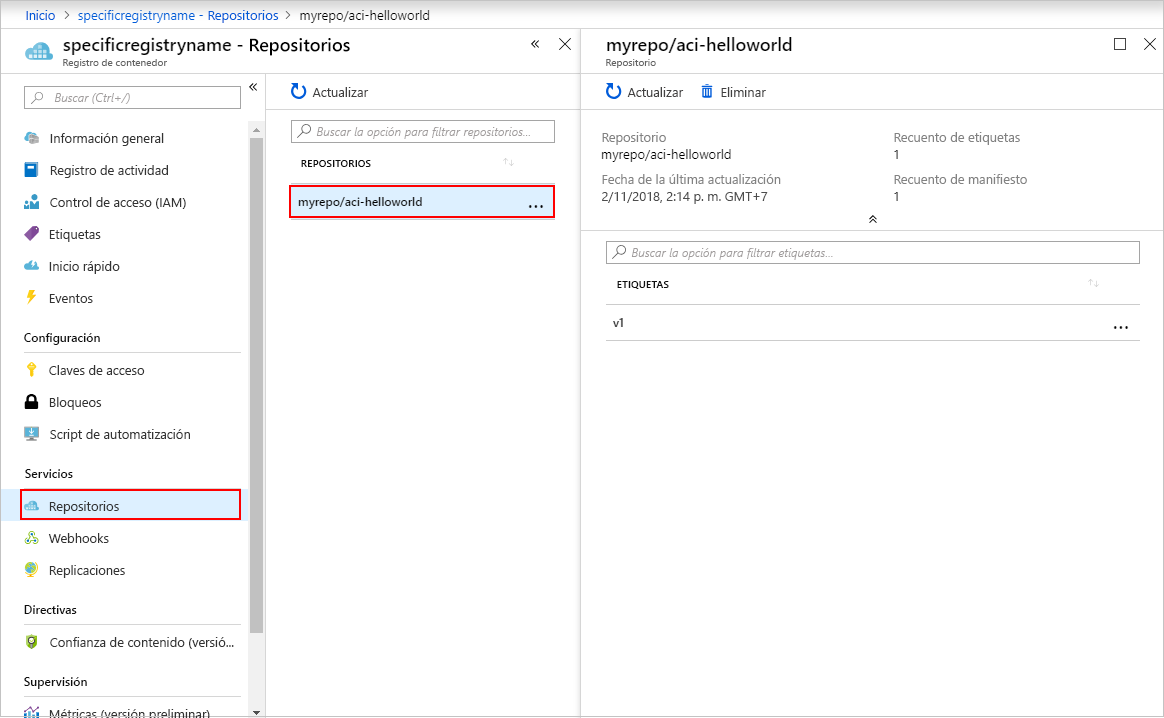 Inicio > specificregistryname - Repositorios > myrepo/aci-helloworld
specificregistryname - Repositorios
Registro de contenedor
Buscar (Ctrl+/)
Información general
Registro de actividad
Control de acceso (IAM)
Etiquetas
Inicio rápido
Eventos
Configuración
Claves de acceso
Bloqueos
Script de automatización
Servicios
Repositorios
Webhooks
Replicaciones
Directivas
Confianza de contenido (versió...
Supervisión
Métricas (versión preliminar)
Actualizar
Buscar la opción para filtrar repositorios...
REPOSITORIOS
myrepo/aci-helloworld ...
myrepo/aci-helloworld
Repositorio
Actualizar Eliminar
Repositorio
myrepo/aci-helloworld
Fecha de la última actualización
2/11/2018, 2:14 p. m. GMT+7
Recuento de etiquetas
1
Recuento de manifiesto
1
Buscar la opción para filtrar etiquetas...
ETIQUETAS
v1 ...